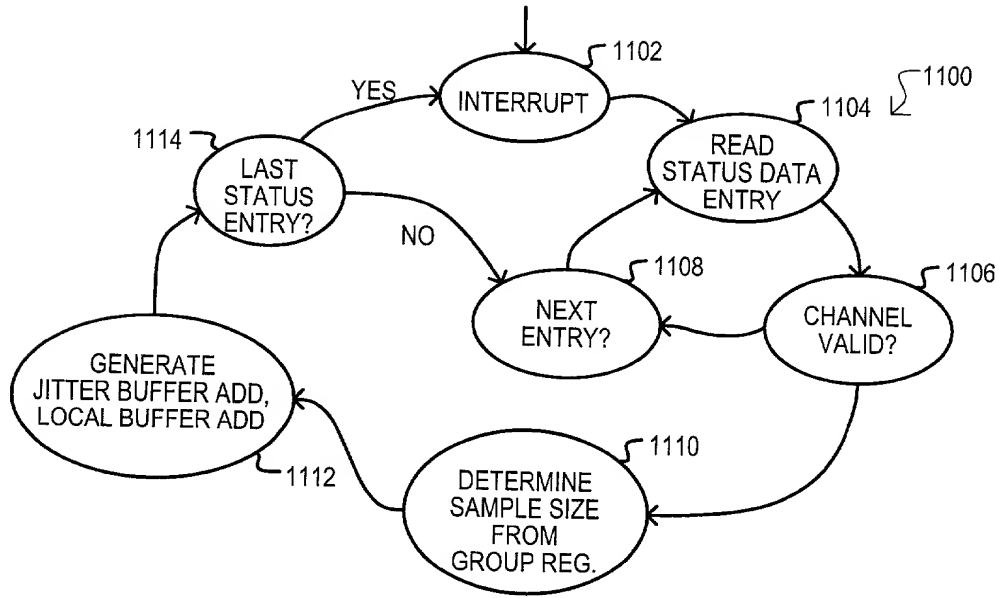 1102
INTERRUPT
1100
1104
READ
STATUS DATA
ENTRY
YES
1114
LAST
STATUS
ENTRY?
NO
1108
NEXT
ENTRY?
1106
CHANNEL
VALID?
GENERATE
JITTER BUFFER ADD,
LOCAL BUFFER ADD
1112
1110
DETERMINE
SAMPLE SIZE
FROM
GROUP REG.